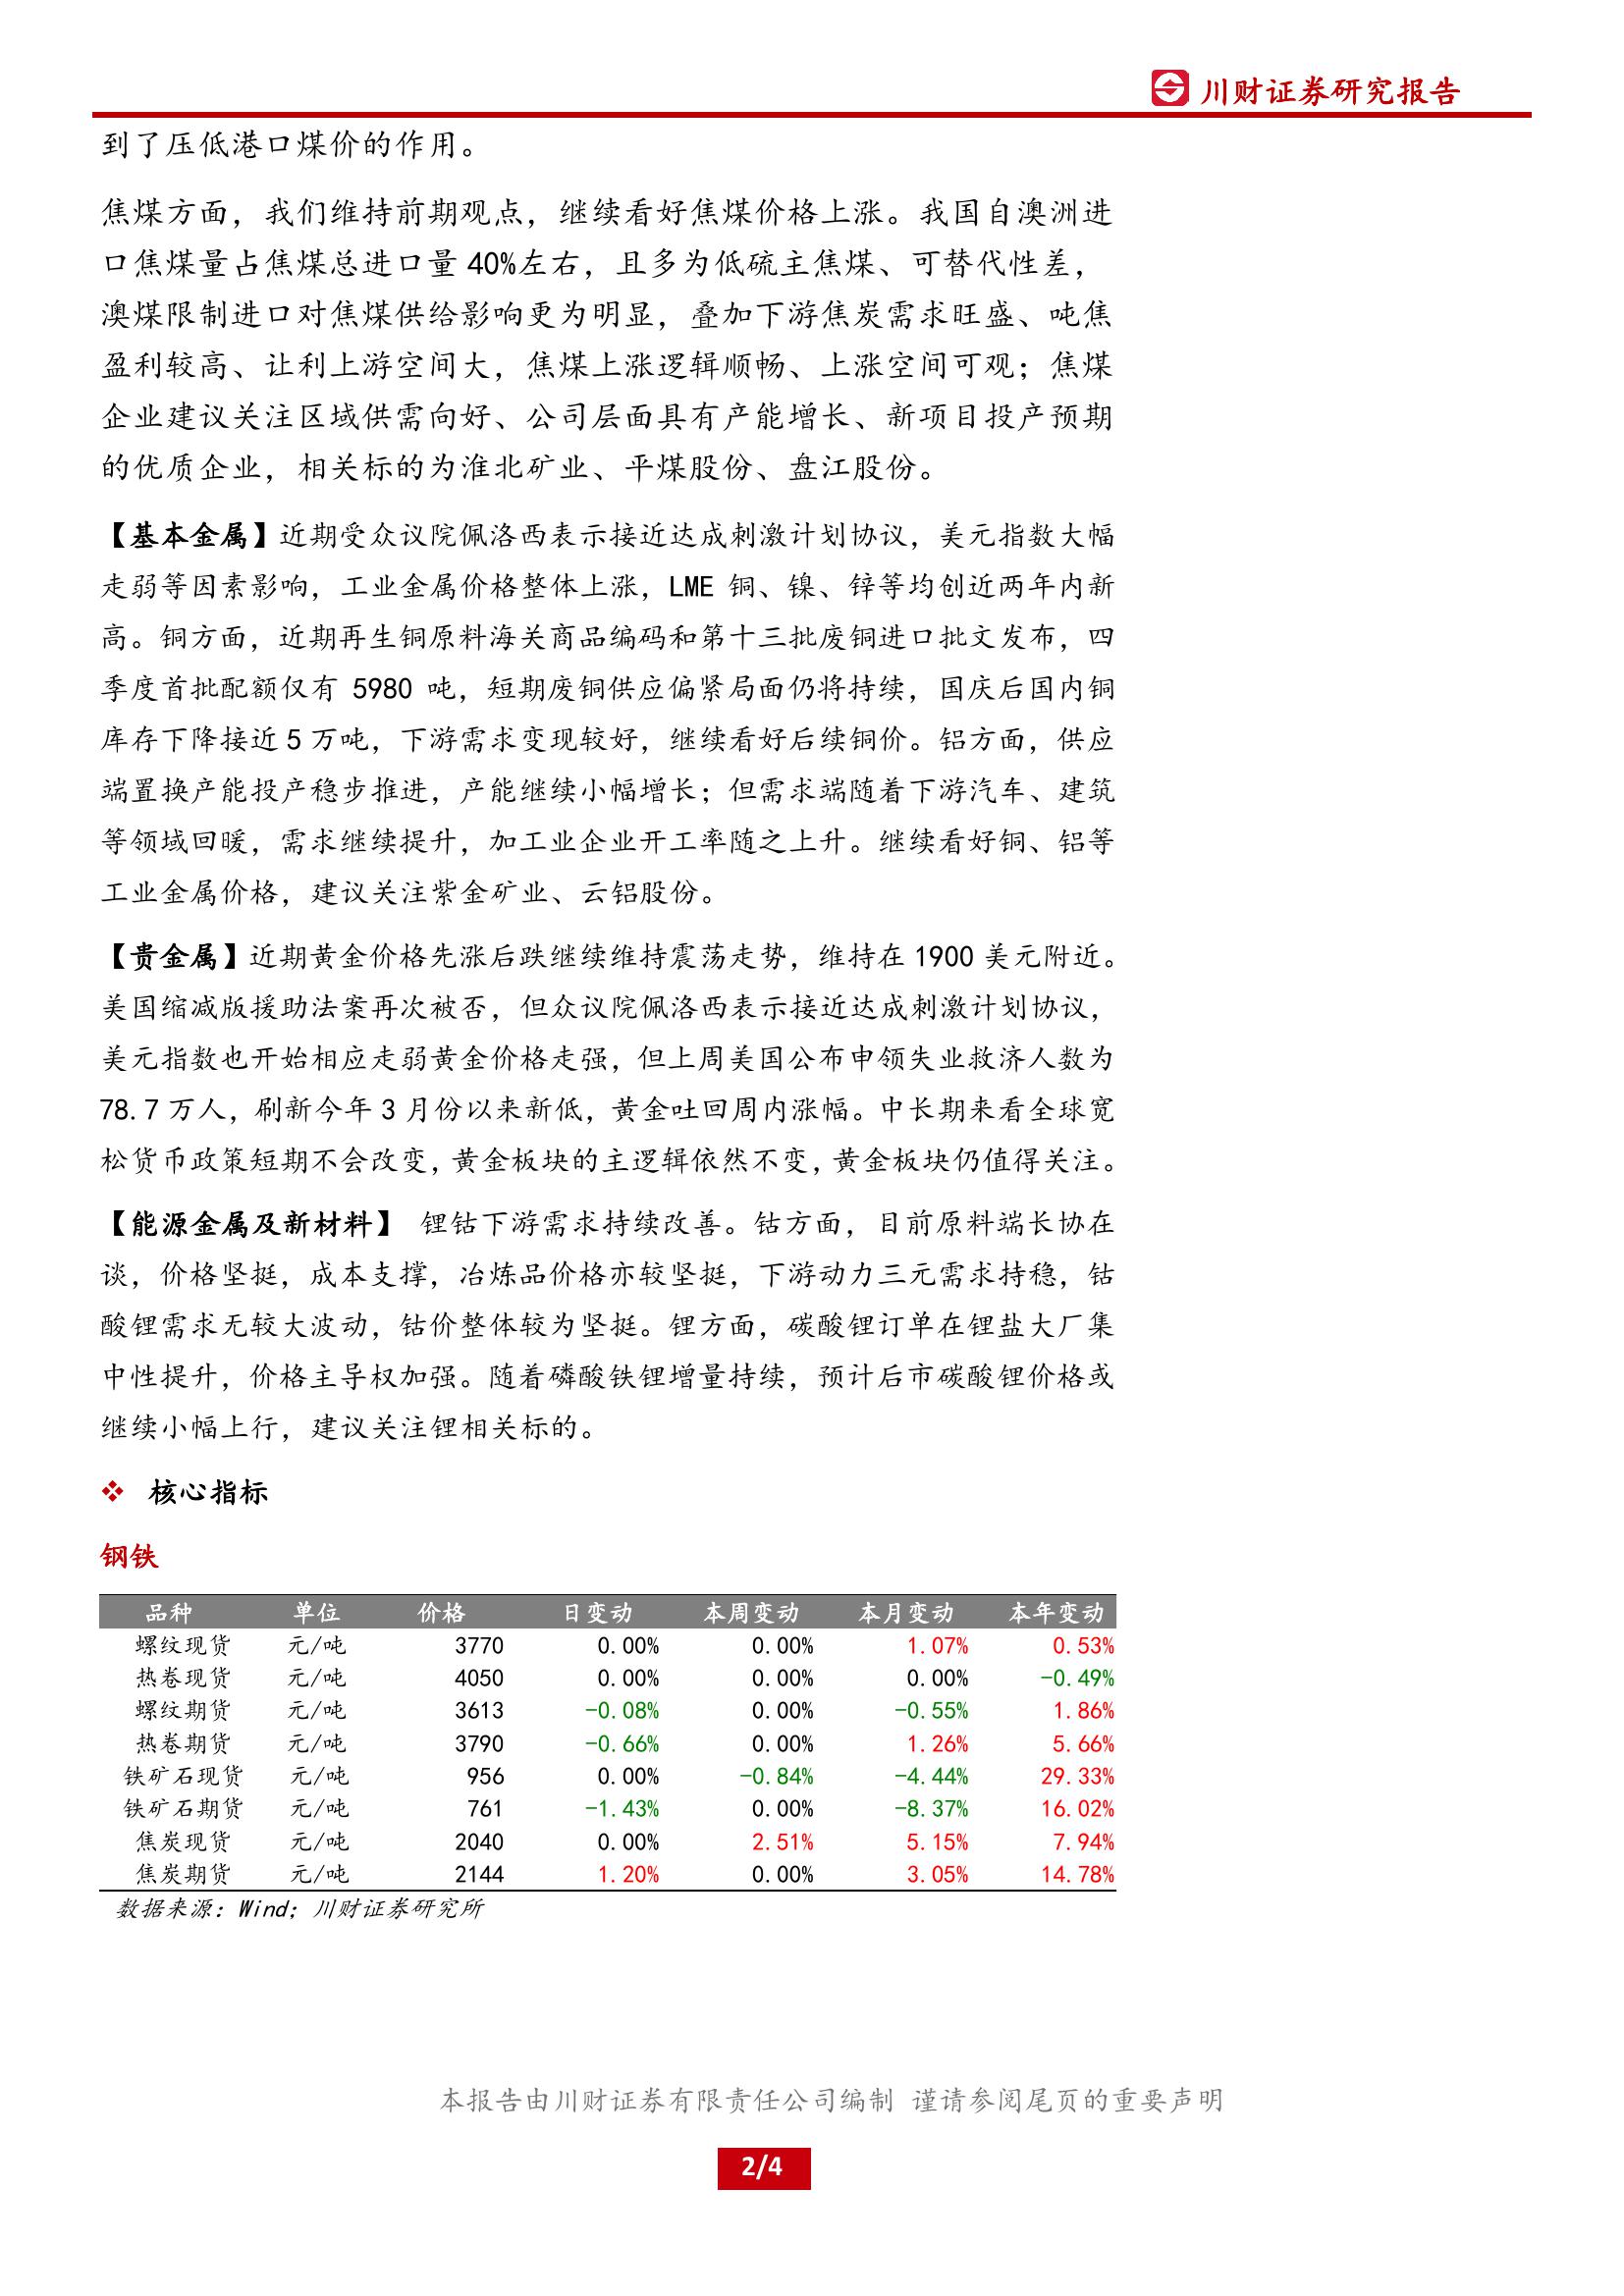 川财证券研究报告
到了压低港口煤价的作用。
焦煤方面，我们维持前期观点，继续看好焦煤价格上涨。我国自澳洲进
口焦煤量占焦煤总进口量 40%左右，且多为低硫主焦煤、可替代性差，
澳煤限制进口对焦煤供给影响更为明显，叠加下游焦炭需求旺盛、吨焦
盈利较高、让利上游空间大，焦煤上涨逻辑顺畅、上涨空间可观；焦煤
企业建议关注区域供需向好、公司层面具有产能增长、新项目投产预期
的优质企业，相关标的为淮北矿业、平煤股份、盘江股份。
【基本金属】近期受众议院佩洛西表示接近达成刺激计划协议，美元指数大幅
走弱等因素影响，工业金属价格整体上涨，LME 铜、镍、锌等均创近两年内新
高。铜方面，近期再生铜原料海关商品编码和第十三批废铜进口批文发布，四
季度首批配额仅有 5980 吨，短期废铜供应偏紧局面仍将持续，国庆后国内铜
库存下降接近 5 万吨，下游需求变现较好，继续看好后续铜价。铝方面，供应
端置换产能投产稳步推进，产能继续小幅增长；但需求端随着下游汽车、建筑
等领域回暖，需求继续提升，加工业企业开工率随之上升。继续看好铜、铝等
工业金属价格，建议关注紫金矿业、云铝股份。
【贵金属】近期黄金价格先涨后跌继续维持震荡走势，维持在 1900 美元附近。
美国缩减版援助法案再次被否，但众议院佩洛西表示接近达成刺激计划协议，
美元指数也开始相应走弱黄金价格走强，但上周美国公布申领失业救济人数为
78.7 万人，刷新今年 3 月份以来新低，黄金吐回周内涨幅。中长期来看全球宽
松货币政策短期不会改变，黄金板块的主逻辑依然不变，黄金板块仍值得关注。
【能源金属及新材料】 锂钴下游需求持续改善。钴方面，目前原料端长协在
谈，价格坚挺，成本支撑，冶炼品价格亦较坚挺，下游动力三元需求持稳，钴
酸锂需求无较大波动，钴价整体较为坚挺。锂方面，碳酸锂订单在锂盐大厂集
中性提升，价格主导权加强。随着磷酸铁锂增量持续，预计后市碳酸锂价格或
继续小幅上行，建议关注锂相关标的。
❖ 核心指标
钢铁
品种 单位 价格 日变动 本周变动 本月变动 本年变动
螺纹现货 元/吨 3770 0.00% 0.00% 1.07% 0.53%
热卷现货 元/吨 4050 0.00% 0.00% 0.00% -0.49%
螺纹期货 元/吨 3613 -0.08% 0.00% -0.55% 1.86%
热卷期货 元/吨 3790 -0.66% 0.00% 1.26% 5.66%
铁矿石现货 元/吨 956 0.00% -0.84% -4.44% 29.33%
铁矿石期货 元/吨 761 -1.43% 0.00% -8.37% 16.02%
焦炭现货 元/吨 2040 0.00% 2.51% 5.15% 7.94%
焦炭期货 元/吨 2144 1.20% 0.00% 3.05% 14.78%
数据来源：Wind；川财证券研究所
本报告由川财证券有限责任公司编制 谨请参阅尾页的重要声明
2/4